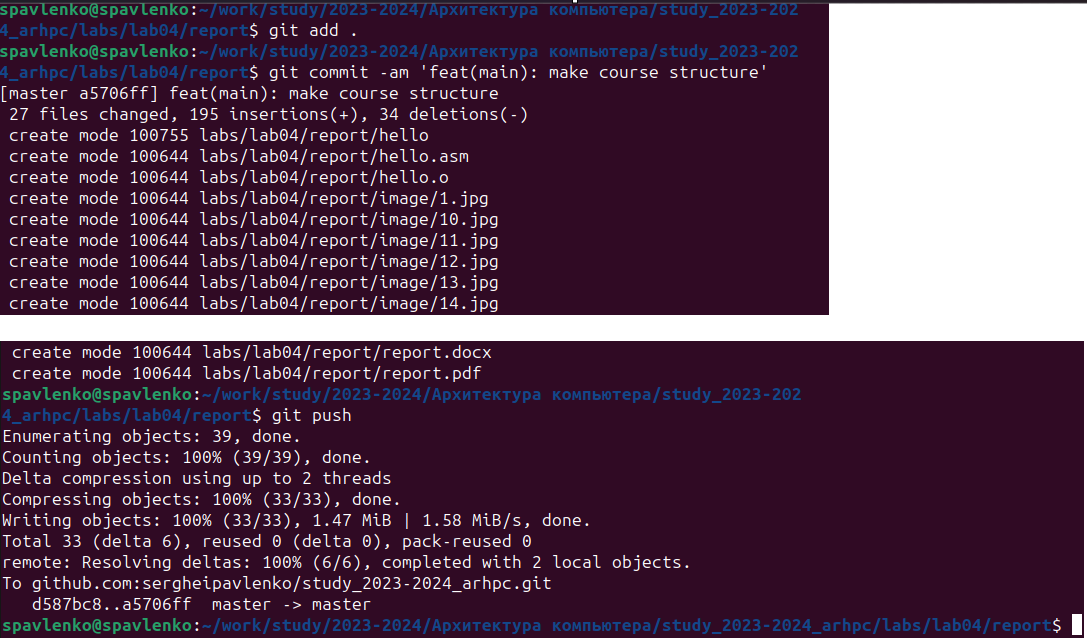 spavlenko@spavlenko:~/work/study/2023-2024/Архитектура компьютера/study_2023-202
4_arhpc/labs/lab04/report$ git add .
spavlenko@spavlenko:~/work/study/2023-2024/Архитектура компьютера/study_2023-202
4_arhpc/labs/lab04/report$ git commit -am 'feat(main): make course structure'
[master a5706ff] feat(main): make course structure
 27 files changed, 195 insertions(+), 34 deletions(-)
 create mode 100755 labs/lab04/report/hello
 create mode 100644 labs/lab04/report/hello.asm
 create mode 100644 labs/lab04/report/hello.o
 create mode 100644 labs/lab04/report/image/1.jpg
 create mode 100644 labs/lab04/report/image/10.jpg
 create mode 100644 labs/lab04/report/image/11.jpg
 create mode 100644 labs/lab04/report/image/12.jpg
 create mode 100644 labs/lab04/report/image/13.jpg
 create mode 100644 labs/lab04/report/image/14.jpg
 create mode 100644 labs/lab04/report/report.docx
 create mode 100644 labs/lab04/report/report.pdf
spavlenko@spavlenko:~/work/study/2023-2024/Архитектура компьютера/study_2023-202
4_arhpc/labs/lab04/report$ git push
Enumerating objects: 39, done.
Counting objects: 100% (39/39), done.
Delta compression using up to 2 threads
Compressing objects: 100% (33/33), done.
Writing objects: 100% (33/33), 1.47 MiB | 1.58 MiB/s, done.
Total 33 (delta 6), reused 0 (delta 0), pack-reused 0
remote: Resolving deltas: 100% (6/6), completed with 2 local objects.
To github.com:sergheipavlenko/study_2023-2024_arhpc.git
   d587bc8..a5706ff  master -> master
spavlenko@spavlenko:~/work/study/2023-2024/Архитектура компьютера/study_2023-2024_arhpc/labs/lab04/report$